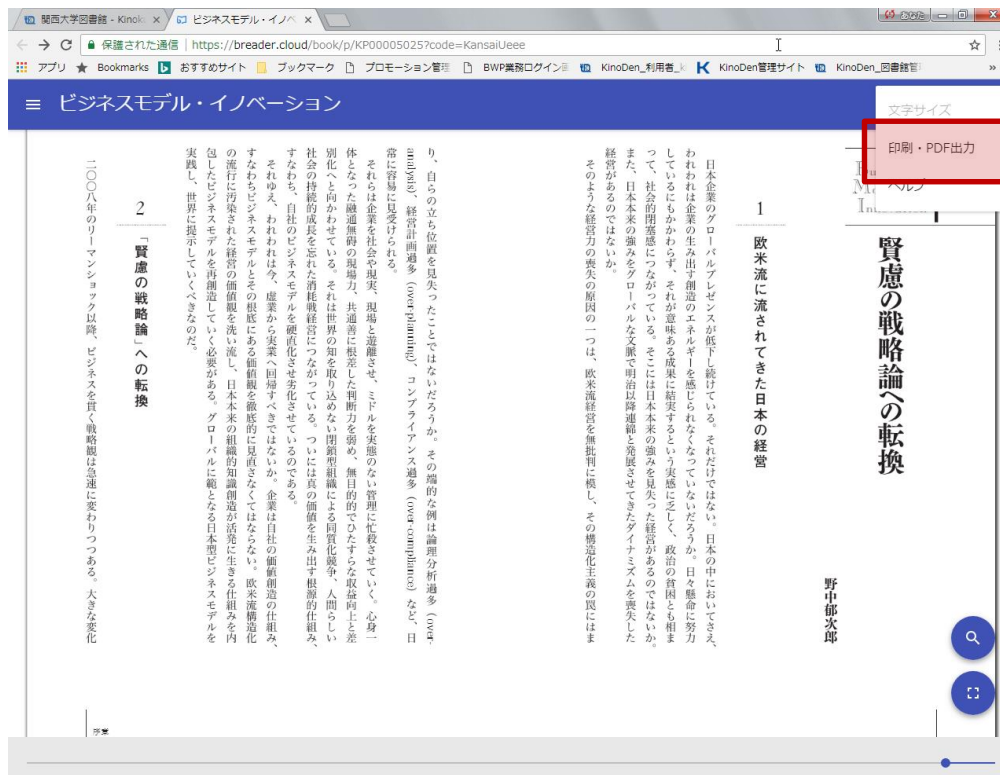 関西大学図書館 - Kinok
ビジネスモデル・イノベ
保護された通信
https://breader.cloud/book/p/KP00005025?code=KansaiUeee
アプリ
Bookmarks
おすすめサイト
ブックマーク
プロモーション管理
BWP業務ログイン
KinoDen_利用者_
KinoDen管理サイト
KinoDen_図書館管
»
ビジネスモデル・イノベーション
文字サイズ
印刷・PDF出力
ヘルプ
賢慮の戦略論への転換
野中郁次郎
1
欧米流に流されてきた日本の経営
日本企業のグローバルプレゼンスが低下し続けている。それだけではない。日本の中においてさえ、
われわれは企業の生み出す創造のエネルギーを感じられなくなっていないだろうか。日々懸命に努力
しているにもかかわらず、それが意味ある成果に結実するという実感に乏しく、政治の貧困とも相ま
って、社会的閉塞感につながっている。そこには日本本来の強みを見失った経営があるのではないか。
また、日本本来の強みをグローバルな文脈で明治以降連綿と発展させてきたダイナミズムを喪失した
経営があるのではないか。
そのような経営力の喪失の原因の一つは、欧米流経営を無批判に模し、その構造化主義の罠にはま
り、自らの立ち位置を見失ったことではないだろうか。その端的な例は論理分析過多（over-
analysis）、経営計画過多（over-planning）、コンプライアンス過多（over-compliance）など、日
常に容易に見受けられる。
それらは企業を社会や現実、現場と遊離させ、ミドルを実態のない管理に忙殺させていく。心身一
体となった融通無碍の現場力、共通善に根差した判断力を弱め、無目的的でひたすらな収益向上と差
別化へと向かわせている。それは世界の知を取り込めない閉鎖型組織による同質化競争、人間らしい
社会の持続的成長を忘れた消耗戦経営につながっている。ついには真の価値を生み出す根源的仕組み、
すなわち、自社のビジネスモデルを硬直化させ劣化させているのである。
それゆえ、われわれは今、虚業から実業へ回帰すべきではないか。企業は自社の価値創造の仕組み、
すなわちビジネスモデルとその根底にある価値観を徹底的に見直さなくてはならない。欧米流構造化
の流行に汚染された経営の価値観を洗い流し、日本本来の組織的知識創造が活発に生きる仕組みを内
包したビジネスモデルを再創造していく必要がある。グローバルに範となる日本型ビジネスモデルを
実践し、世界に提示していくべきなのだ。
2
「賢慮の戦略論」への転換
二〇〇八年のリーマンショック以降、ビジネスを貫く戦略観は急速に変わりつつある。大きな変化